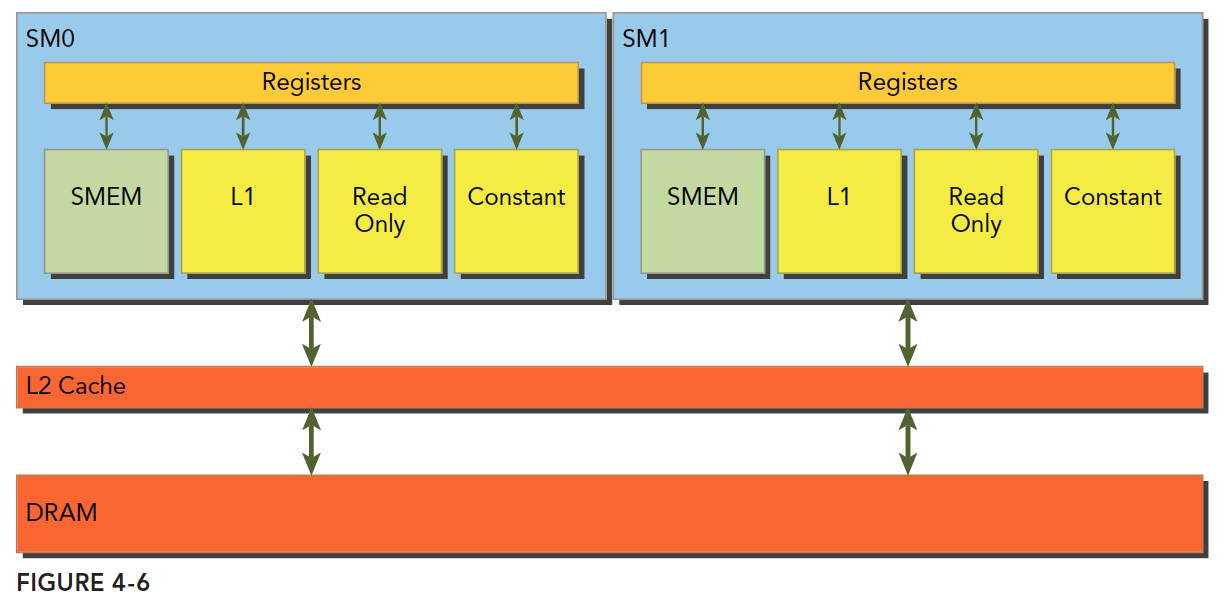 SM0
Registers
SMEM
L1
Read
Only
Constant
SM1
Registers
SMEM
L1
Read
Only
Constant
L2 Cache
DRAM
FIGURE 4-6